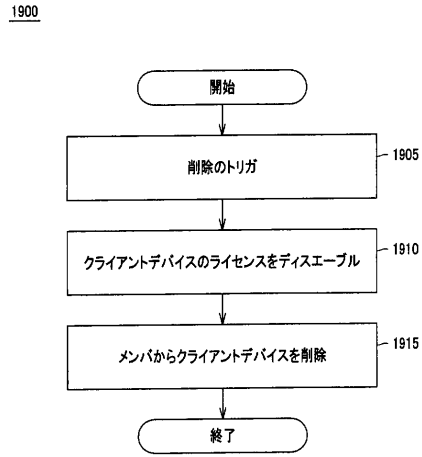 1900
開始
削除のトリガ
1905
クライアントデバイスのライセンスをディスエーブル
1910
メンバからクライアントデバイスを削除
1915
終了